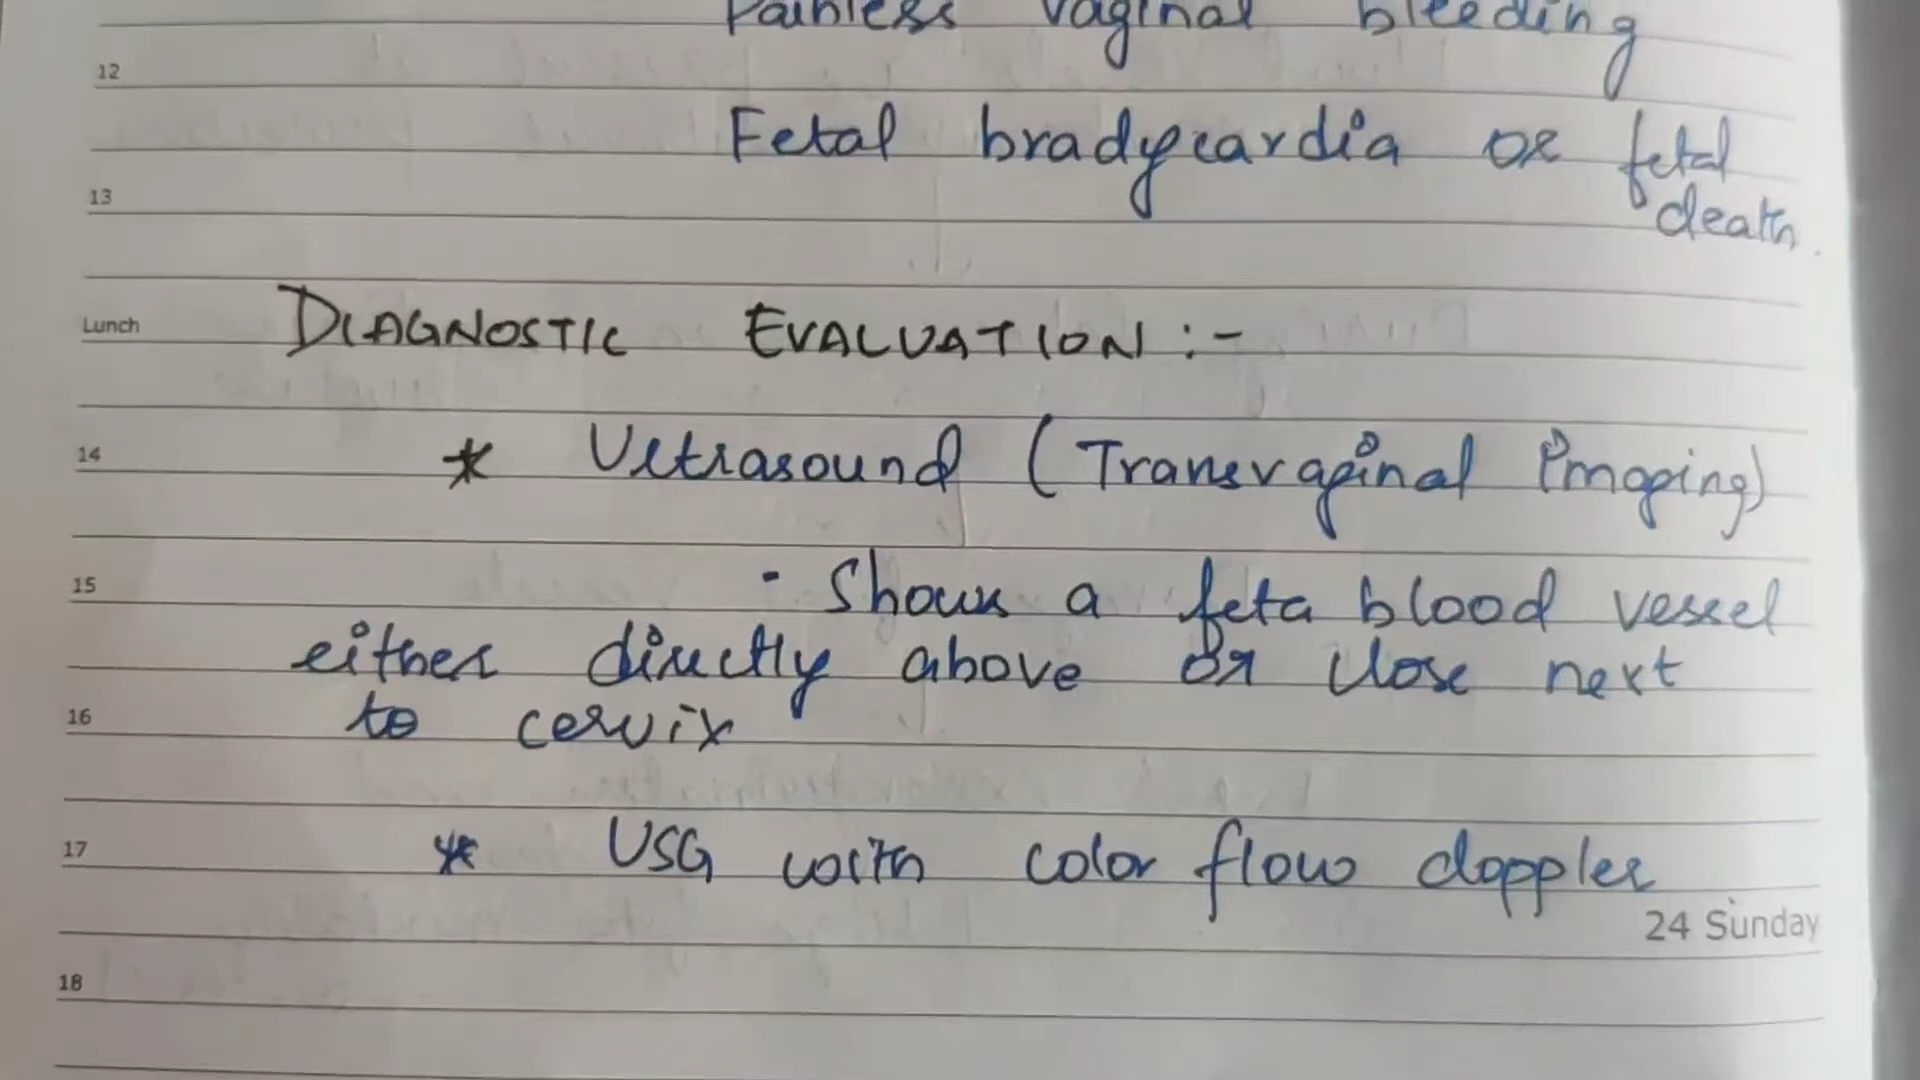 Painless vaginal bleeding
12
Fetal bradycardia or fetal
death.
13
Lunch
DIAGNOSTIC EVALUATION :-
14
* Ultrasound (Transvaginal imaging)
15
- Shows a feta blood vessel
either directly above or close next
16
to cervix
17
* USG with color flow doppler
24 Sunday
18